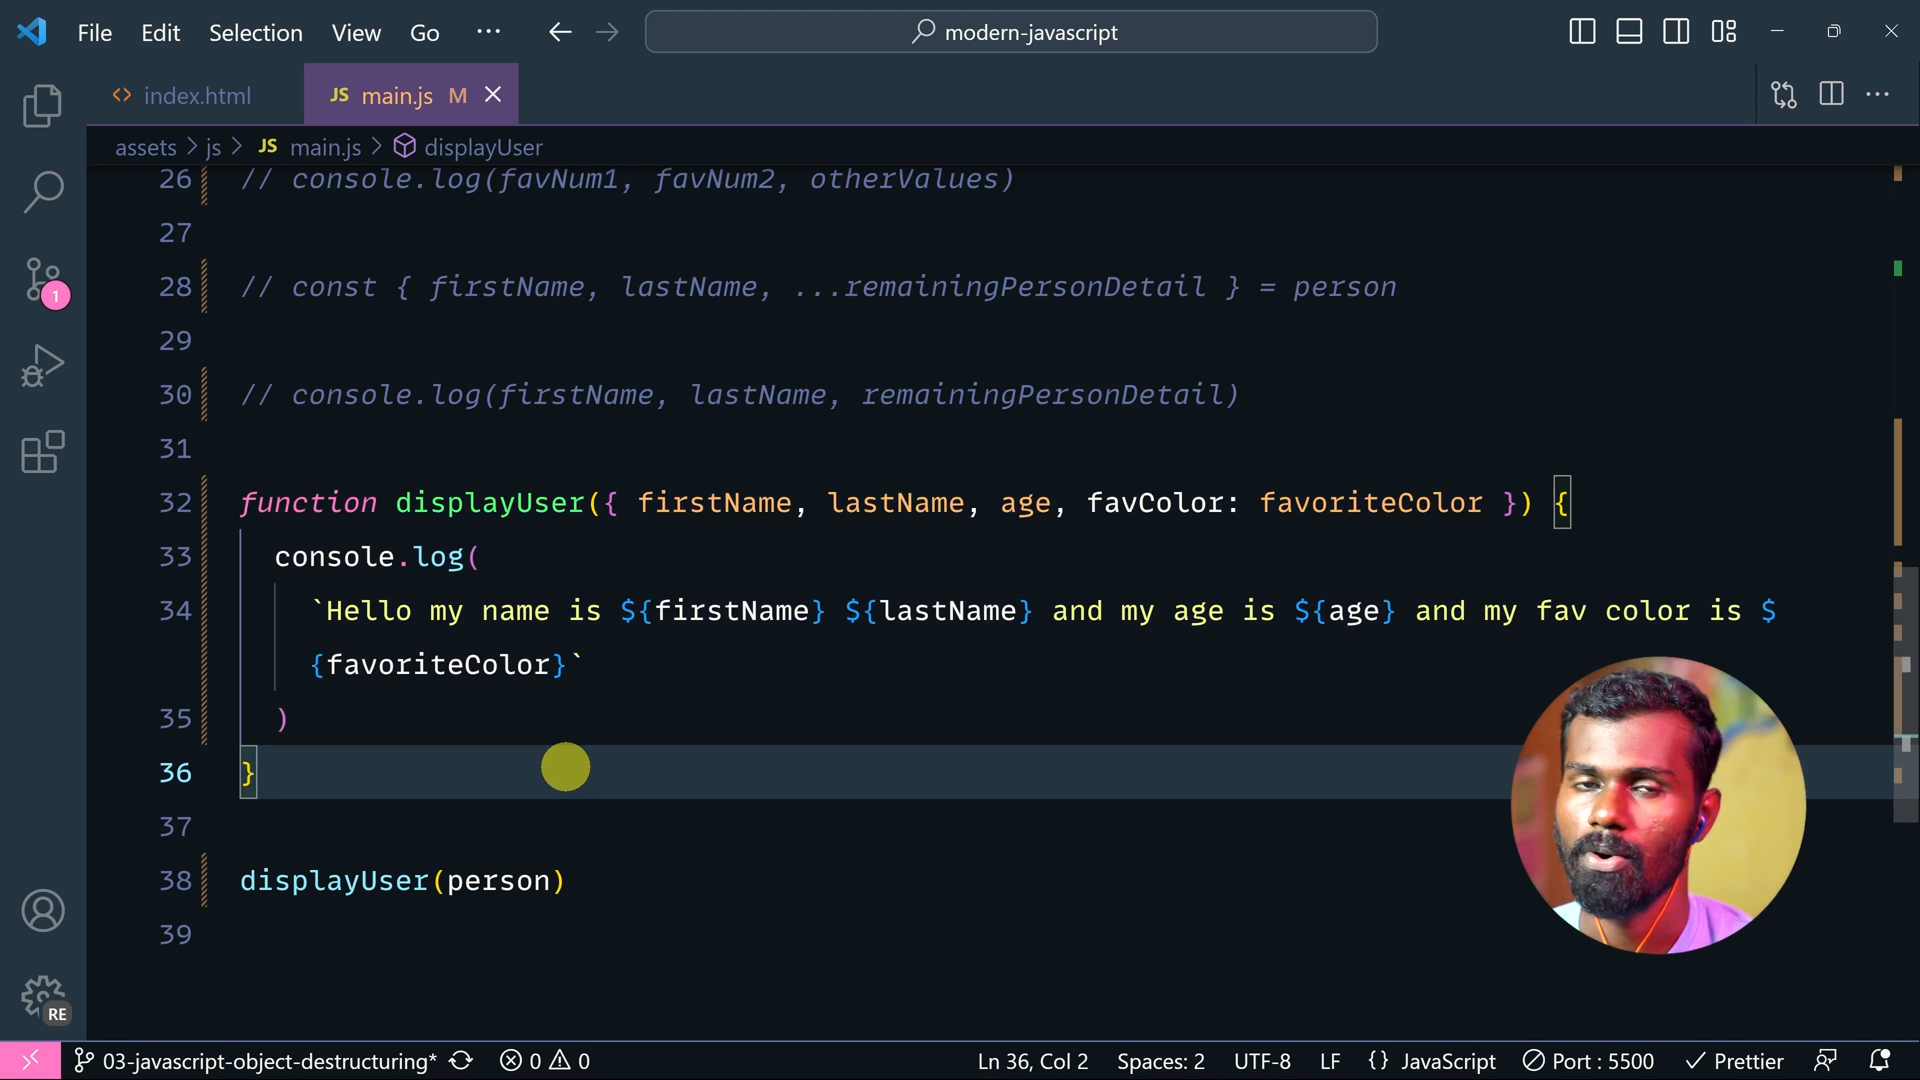 File Edit Selection View Go ··· modern-javascript
index.html JS main.js M
assets > js > JS main.js > displayUser
26 // console.log(favNum1, favNum2, otherValues)
27
28 // const { firstName, lastName, ...remainingPersonDetail } = person
29
30 // console.log(firstName, lastName, remainingPersonDetail)
31
32 function displayUser({ firstName, lastName, age, favColor: favoriteColor }) {
33 console.log(
34 `Hello my name is ${firstName} ${lastName} and my age is ${age} and my fav color is $
{favoriteColor}`
35 )
36 }
37
38 displayUser(person)
39
1
RE
03-javascript-object-destructuring* 0 0 Ln 36, Col 2 Spaces: 2 UTF-8 LF {} JavaScript Port : 5500 Prettier